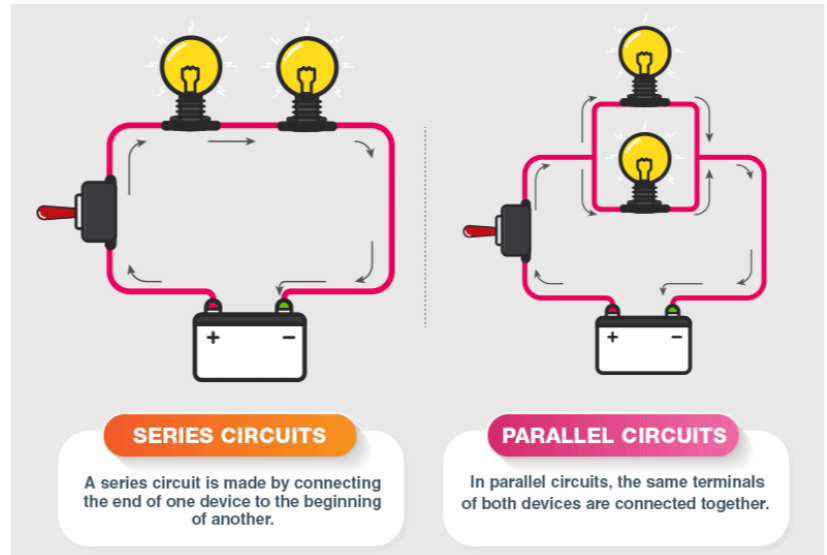 + −
+ −
SERIES CIRCUITS
A series circuit is made by connecting
the end of one device to the beginning
of another.
PARALLEL CIRCUITS
In parallel circuits, the same terminals
of both devices are connected together.